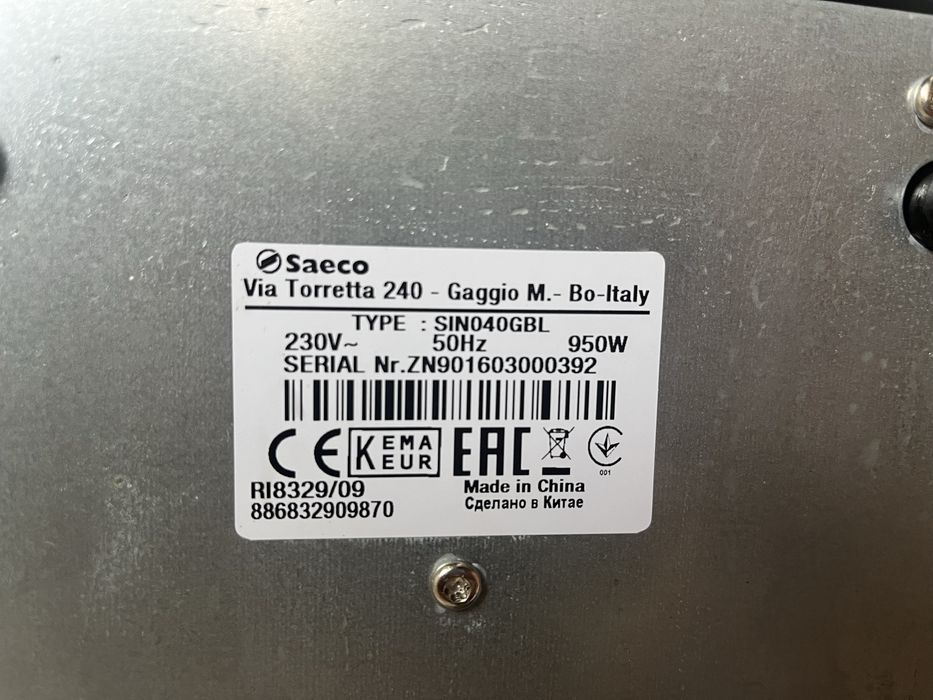 Saeco
Via Torretta 240 - Gaggio M.- Bo-Italy
TYPE : SIN040GBL
230V~ 50Hz 950W
SERIAL Nr.ZN901603000392
CE KEMA EUR EAC
001
RI8329/09 Made in China
886832909870 Сделано в Китае